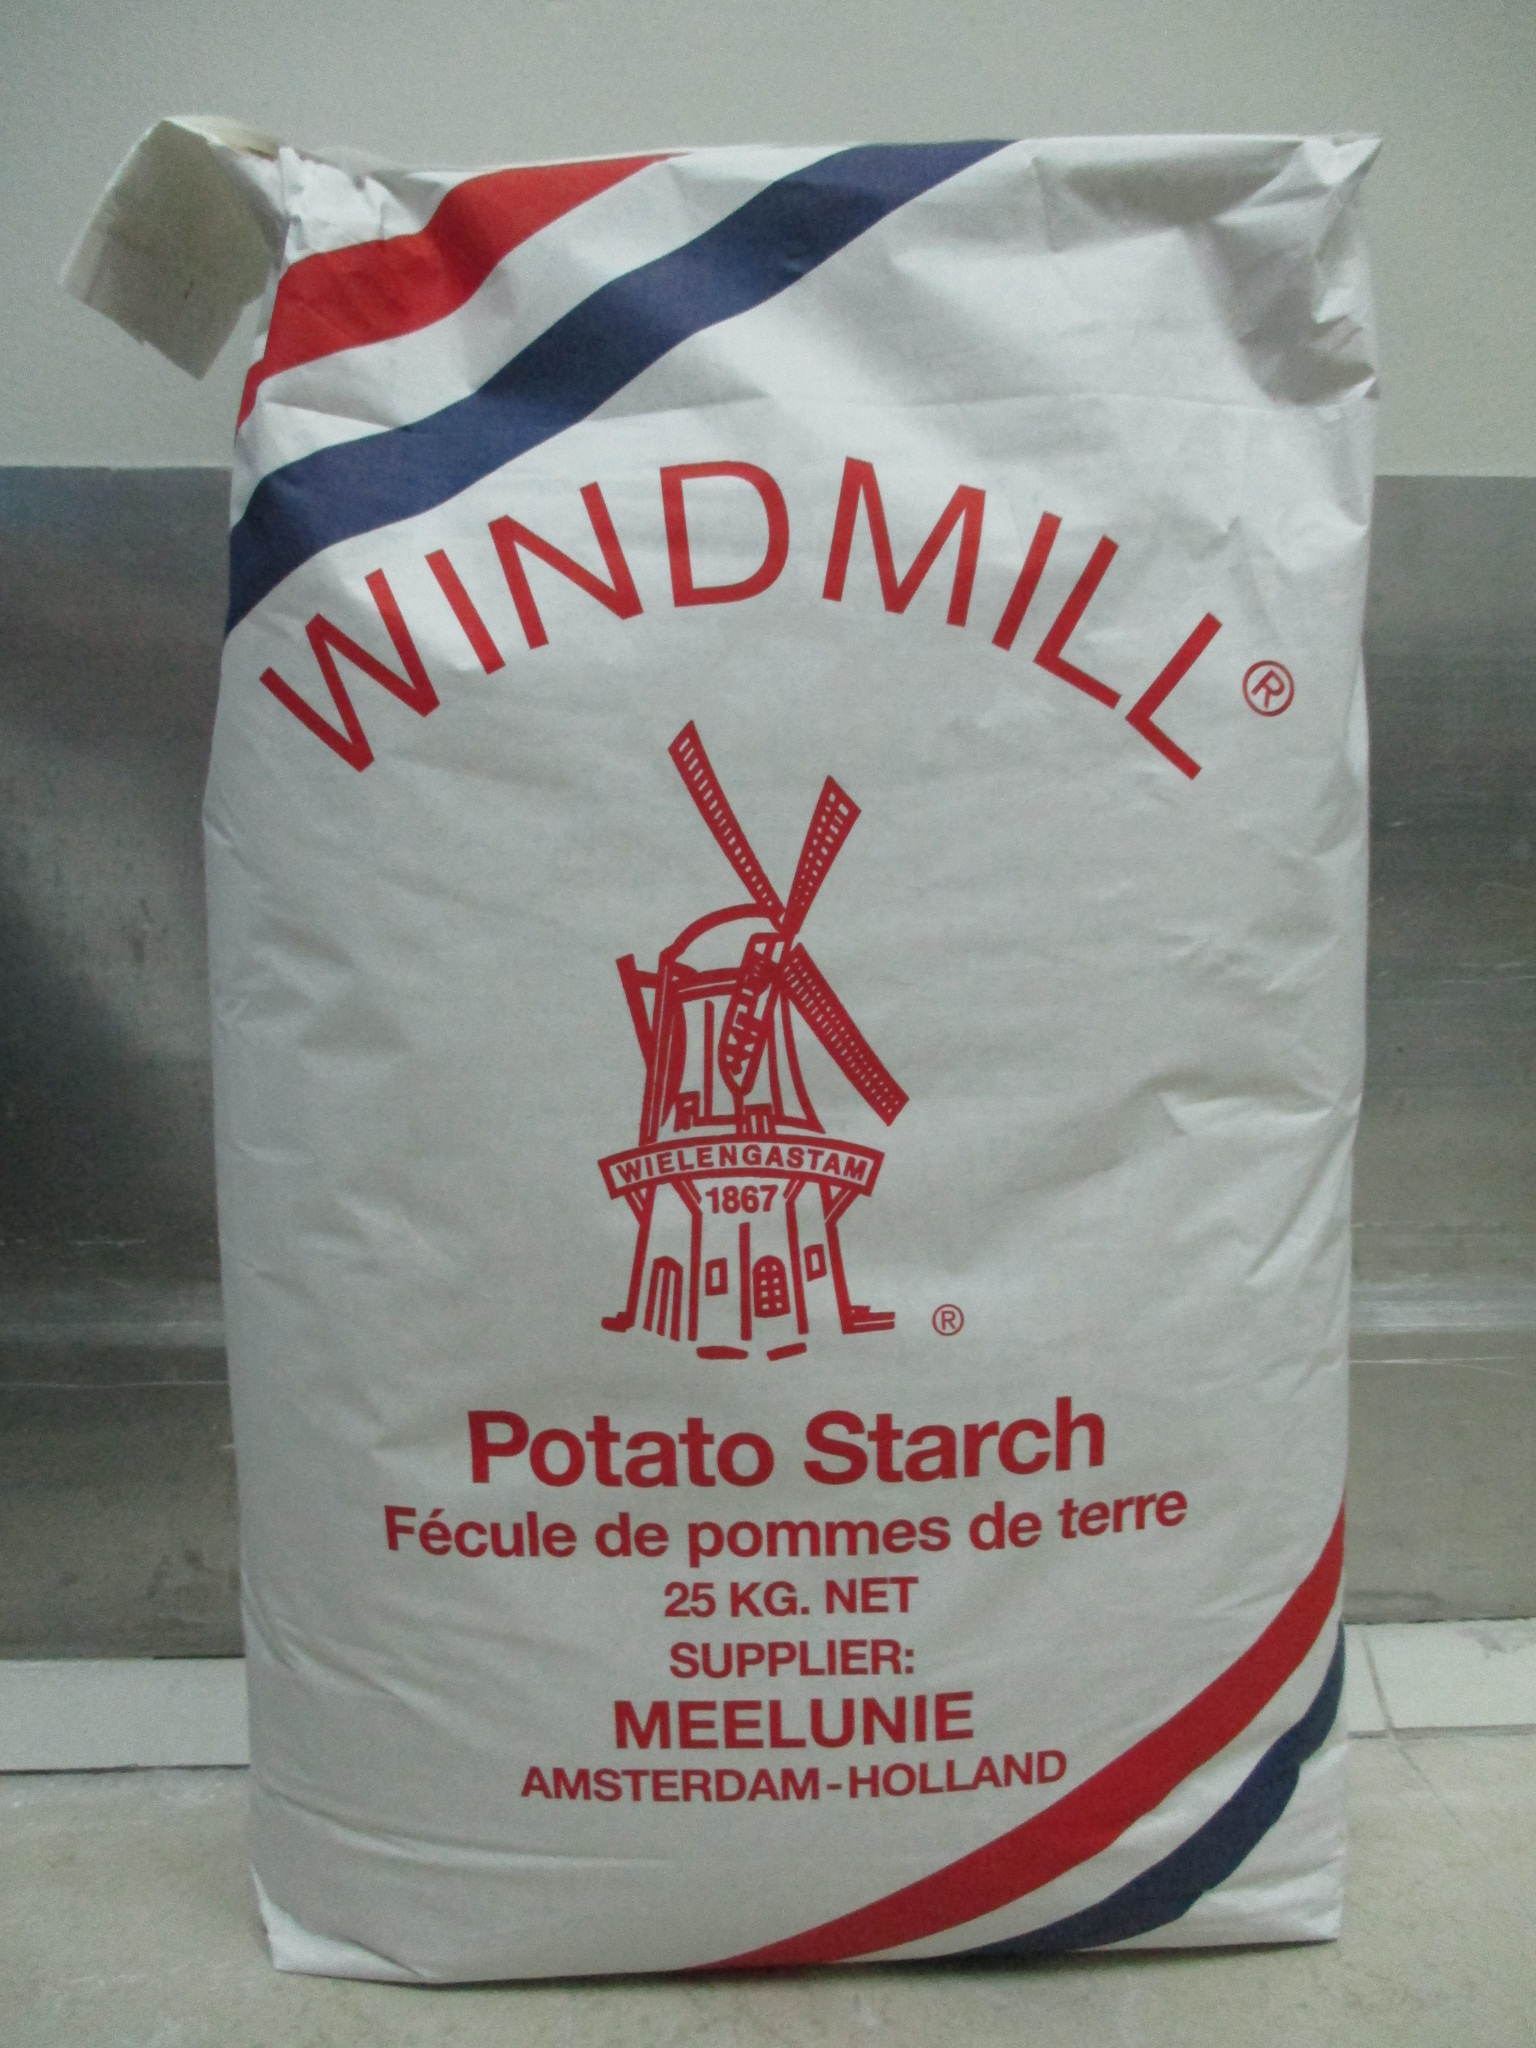 WINDMILL®
WIELENGASTAM
1867
®
Potato Starch
Fécule de pommes de terre
25 KG. NET
SUPPLIER:
MEELUNIE
AMSTERDAM-HOLLAND